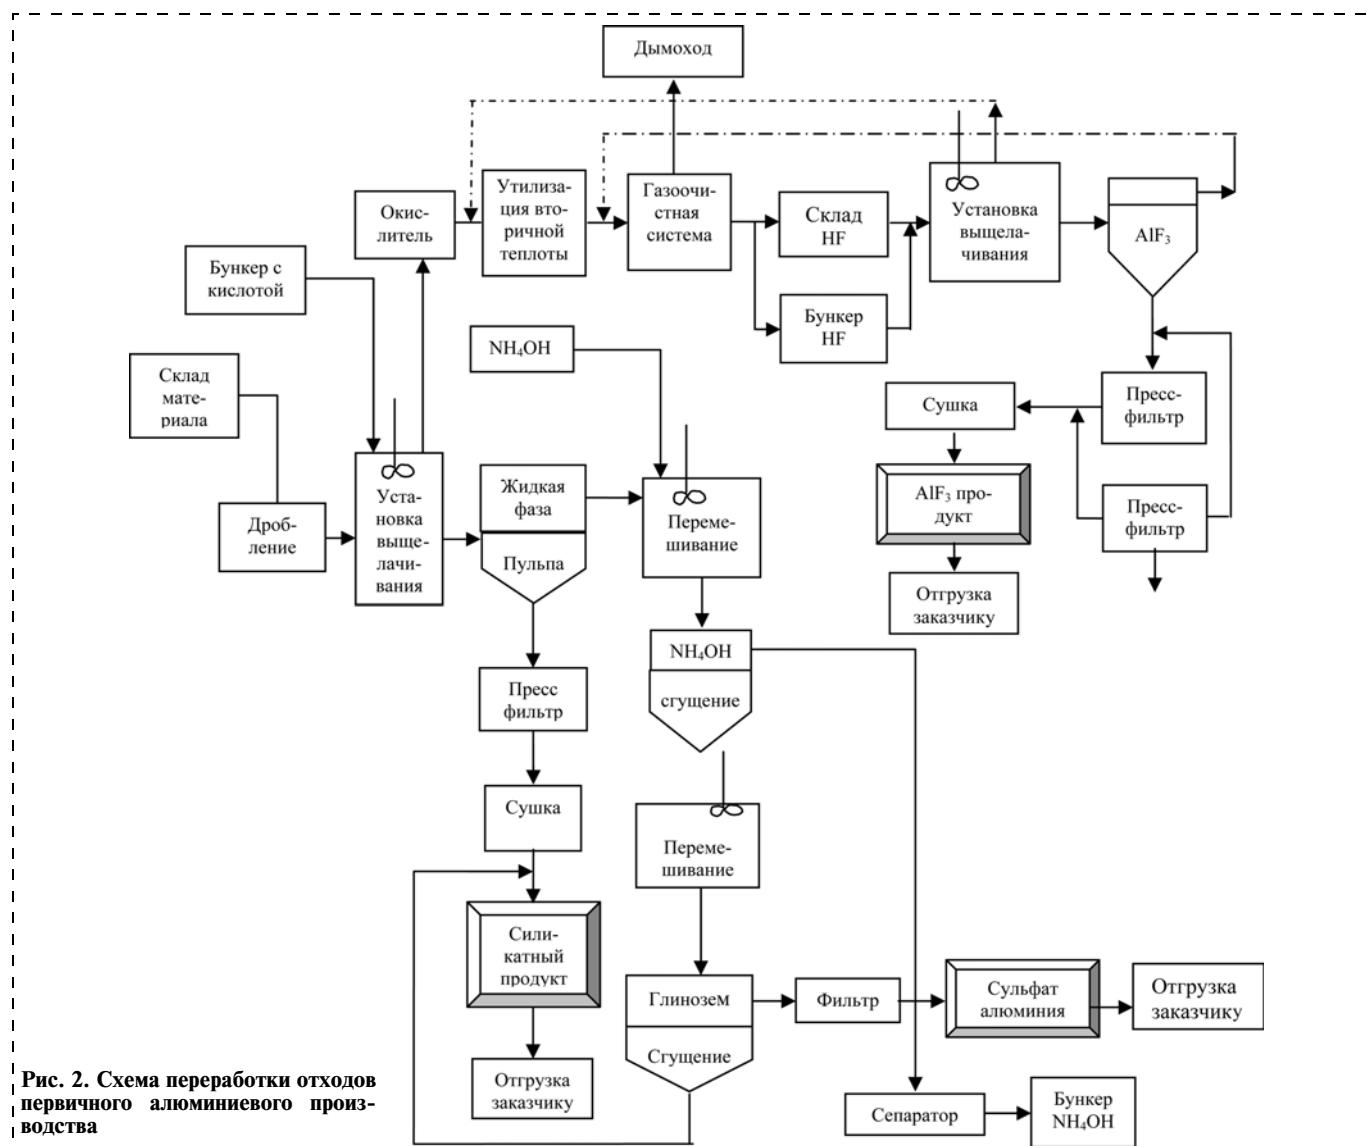 Дымоход
Окис-
литель
Утилиза-
ция вто-
ричной
теплоты
Газоочи-
стная
система
Склад
HF
Установка
выщела-
чивания
AlF₃
Бункер с
кислотой
Бункер
HF
NH₄OH
Склад
мате-
риала
Сушка
Пресс-
фильтр
AlF₃ про-
дукт
Пресс-
фильтр
Дроб-
ление
Уста-
новка
выще-
лачи-
вания
Жидкая
фаза
Пульпа
Переме-
шивание
Отгрузка
заказчику
NH₄OH
сгущение
Пресс
фильтр
Сушка
Переме-
шивание
Сили-
катный
продукт
Глинозем
Сгущение
Фильтр
Сульфат
алюминия
Отгрузка
заказчику
Отгрузка
заказчику
Сепаратор
Бункер
NH₄OH
Рис. 2. Схема переработки отходов
первичного алюминиевого произ-
водства